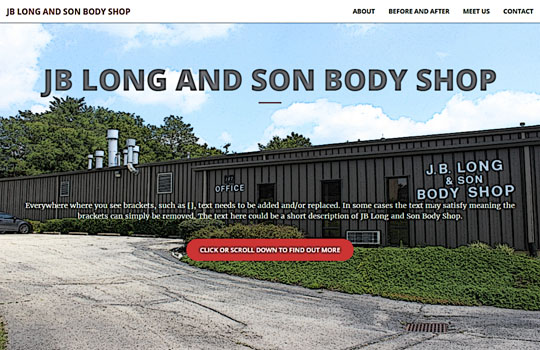 JB LONG AND SON BODY SHOP
ABOUT BEFORE AND AFTER MEET US CONTACT
JB LONG AND SON BODY SHOP
J.B. LONG
& SON
BODY SHOP
OFFICE
Everywhere where you see brackets, such as [], text needs to be added and/or replaced. In some cases the text may satisfy meaning the
brackets can simply be removed. The text here could be a short description of JB Long and Son Body Shop.
CLICK OR SCROLL DOWN TO FIND OUT MORE